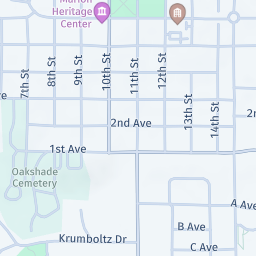 Marion
Heritage
Center
7th St
8th St
9th St
10th St
11th St
12th St
13th St
14th St
2nd Ave
2n
1st Ave
Oakshade
Cemetery
A Ave
B Ave
C Ave
Krumboltz Dr